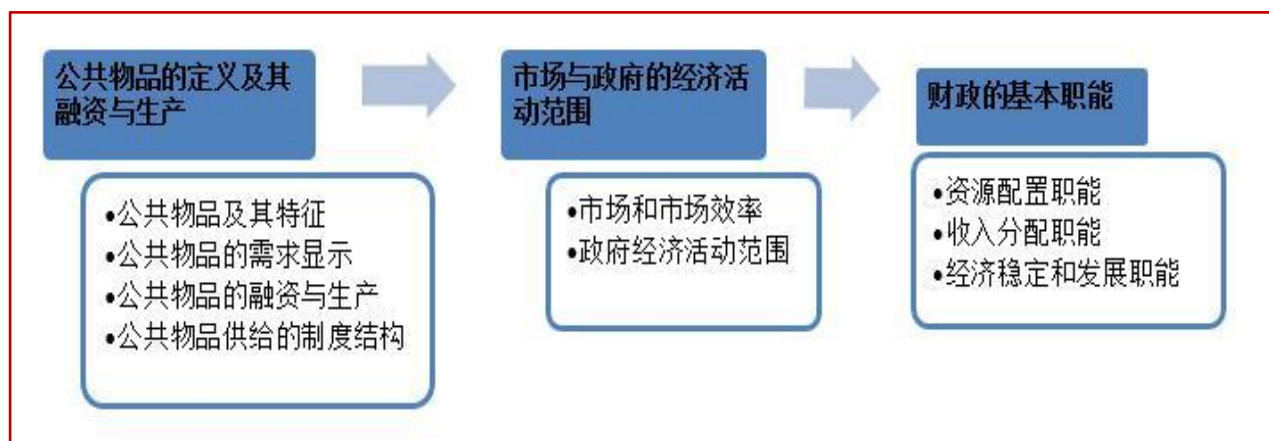 公共物品的定义及其
融资与生产
•公共物品及其特征
•公共物品的需求显示
•公共物品的融资与生产
•公共物品供给的制度结构
市场与政府的经济活
动范围
•市场和市场效率
•政府经济活动范围
财政的基本职能
•资源配置职能
•收入分配职能
•经济稳定和发展职能